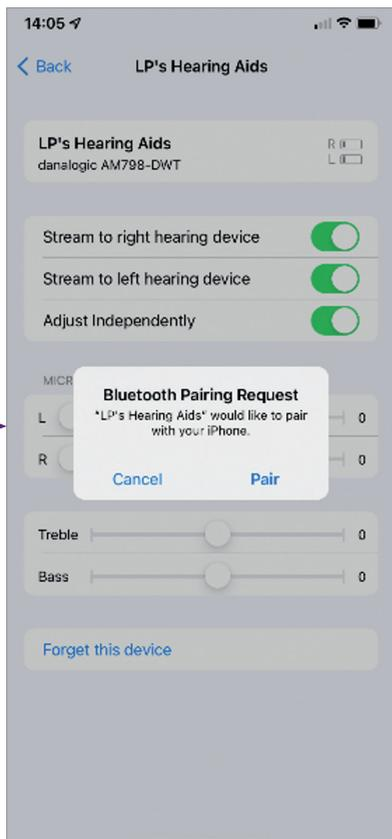 14:05
Back
LP's Hearing Aids
LP's Hearing Aids
danalogic AM798-DWT
R
L
Stream to right hearing device
Stream to left hearing device
Adjust Independently
MICR
Bluetooth Pairing Request
"LP's Hearing Aids" would like to pair
with your iPhone.
Cancel Pair
L 0
R 0
Treble 0
Bass 0
Forget this device